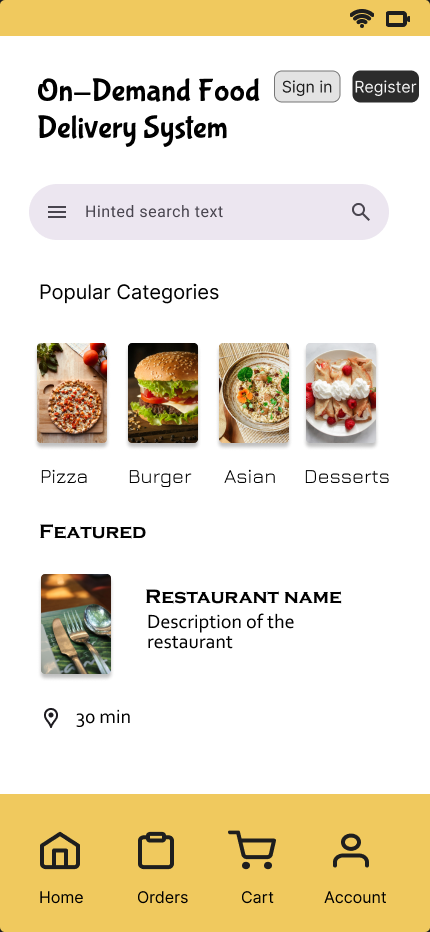 On-Demand Food
Delivery System
Sign in
Register
Hinted search text
Popular Categories
Pizza
Burger
Asian
Desserts
Featured
Restaurant name
Description of the
restaurant
30 min
Home
Orders
Cart
Account